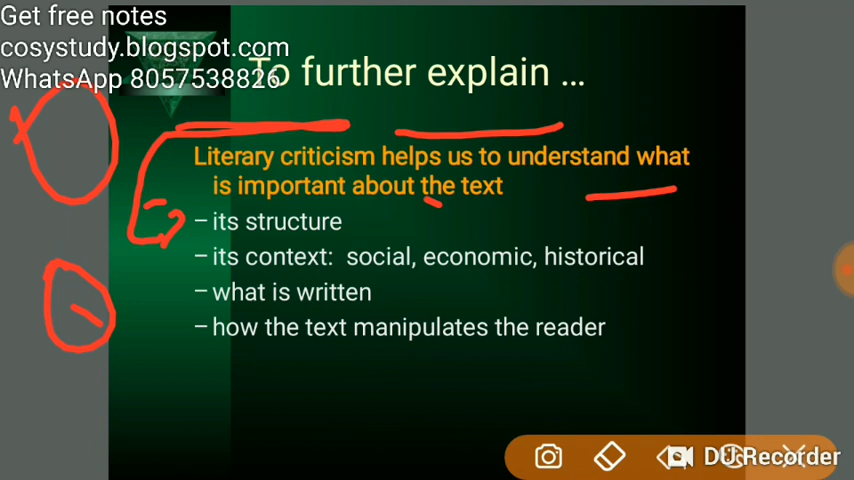 Get free notes
cosystudy.blogspot.com
WhatsApp 8057538826
To further explain ...
Literary criticism helps us to understand what
is important about the text
– its structure
– its context: social, economic, historical
– what is written
– how the text manipulates the reader
DU Recorder